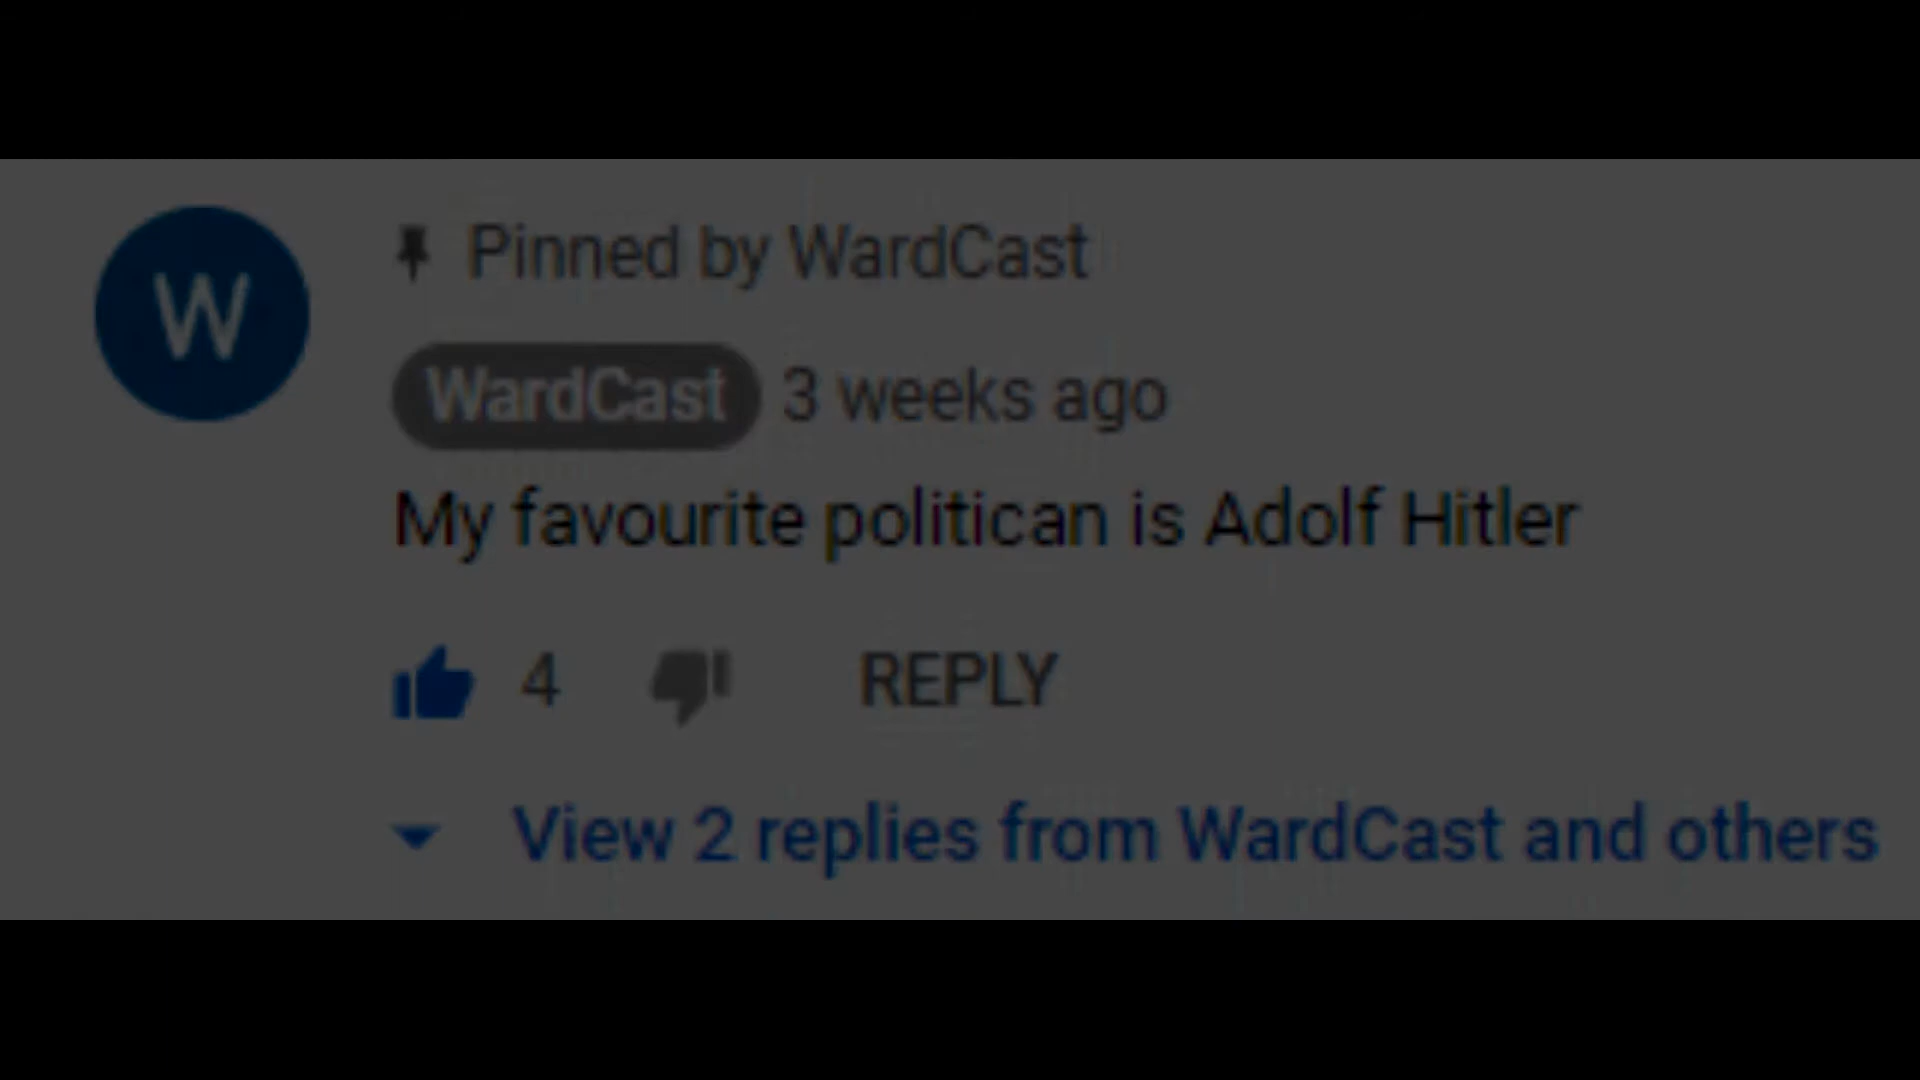 W
Pinned by WardCast
WardCast 3 weeks ago
My favourite politican is Adolf Hitler
4 REPLY
View 2 replies from WardCast and others